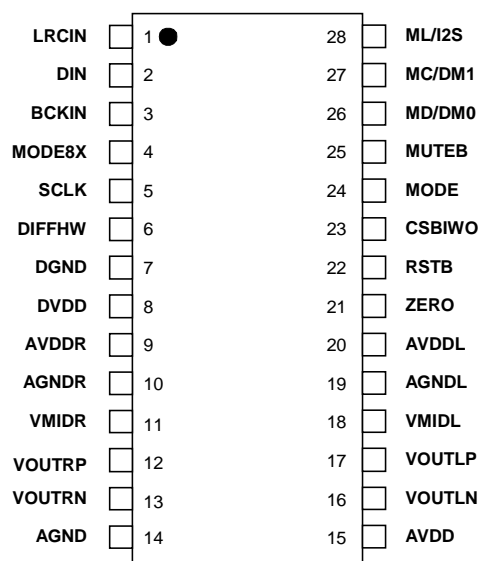 LRCIN 1 28 ML/I2S
DIN 2 27 MC/DM1
BCKIN 3 26 MD/DM0
MODE8X 4 25 MUTEB
SCLK 5 24 MODE
DIFFHW 6 23 CSBIWO
DGND 7 22 RSTB
DVDD 8 21 ZERO
AVDDR 9 20 AVDDL
AGNDR 10 19 AGNDL
VMIDR 11 18 VMIDL
VOUTRP 12 17 VOUTLP
VOUTRN 13 16 VOUTLN
AGND 14 15 AVDD